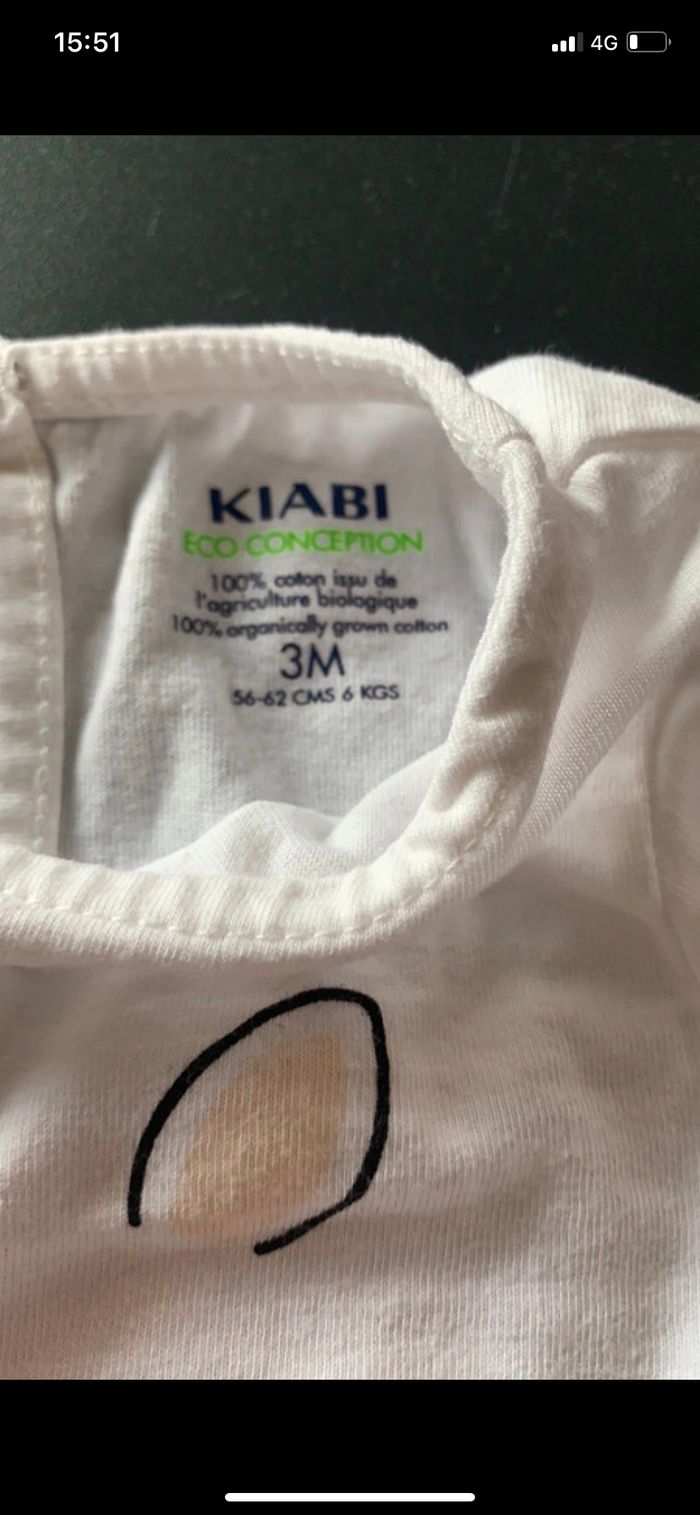 15:51
4G
KIABI
ECO CONCEPTION
100% coton issu de
l'agriculture biologique
100% organically grown cotton
3M
56-62 CMS 6 KGS